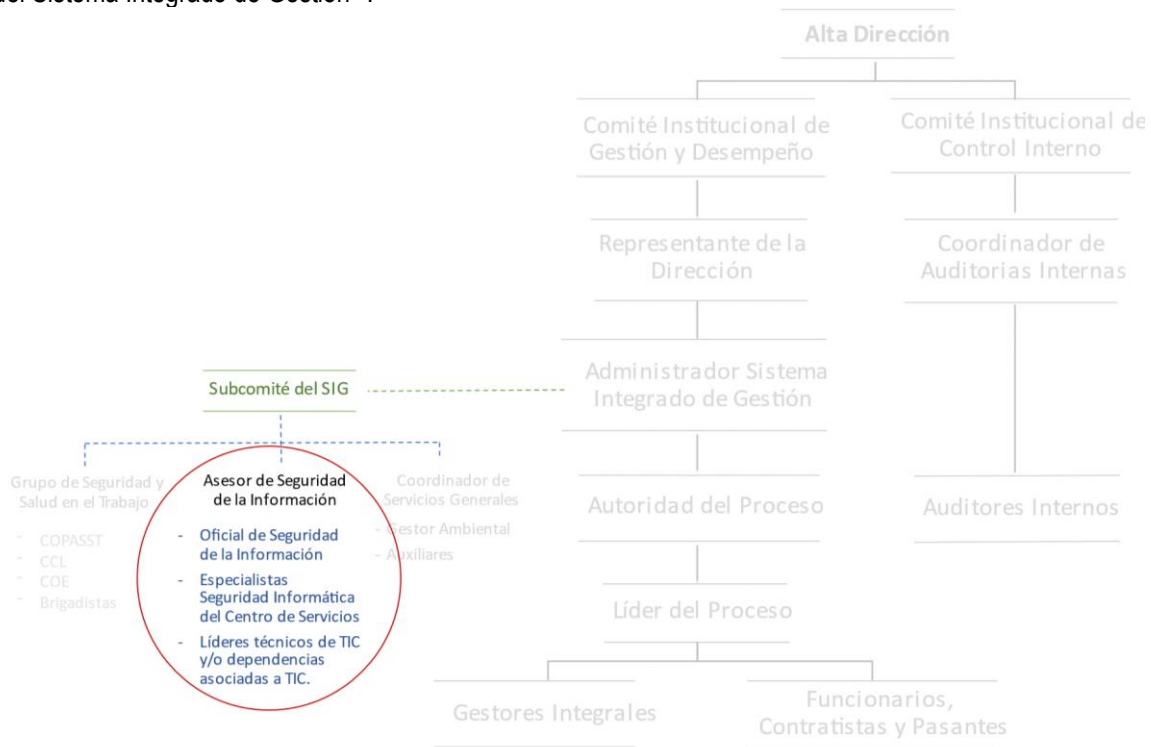 del Sistema Integrado de Gestión".
Alta Dirección
Comité Institucional de
Gestión y Desempeño
Comité Institucional de
Control Interno
Representante de la
Dirección
Coordinador de
Auditorias Internas
Administrador Sistema
Integrado de Gestión
Subcomité del SIG
Grupo de Seguridad y
Salud en el Trabajo
- COPASST
- CCL
- COE
- Brigadistas
Asesor de Seguridad
de la Información
- Oficial de Seguridad
de la Información
- Especialistas
Seguridad Informática
del Centro de Servicios
- Líderes técnicos de TIC
y/o dependencias
asociadas a TIC.
Coordinador de
Servicios Generales
- Gestor Ambiental
- Auxiliares
Autoridad del Proceso
Auditores Internos
Líder del Proceso
Gestores Integrales
Funcionarios,
Contratistas y Pasantes